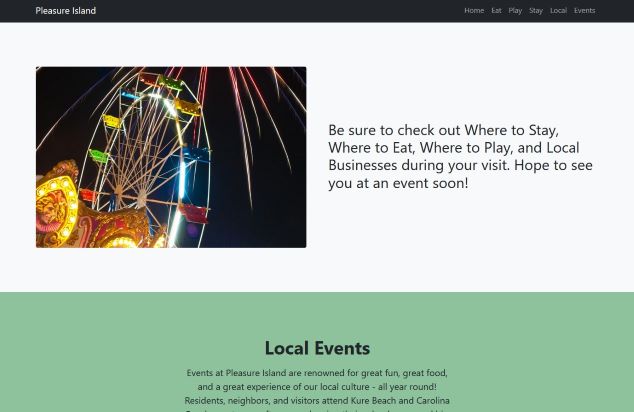 Pleasure Island
Home Eat Play Stay Local Events
Be sure to check out Where to Stay,
Where to Eat, Where to Play, and Local
Businesses during your visit. Hope to see
you at an event soon!
Local Events
Events at Pleasure Island are renowned for great fun, great food,
and a great experience of our local culture - all year round!
Residents, neighbors, and visitors attend Kure Beach and Carolina